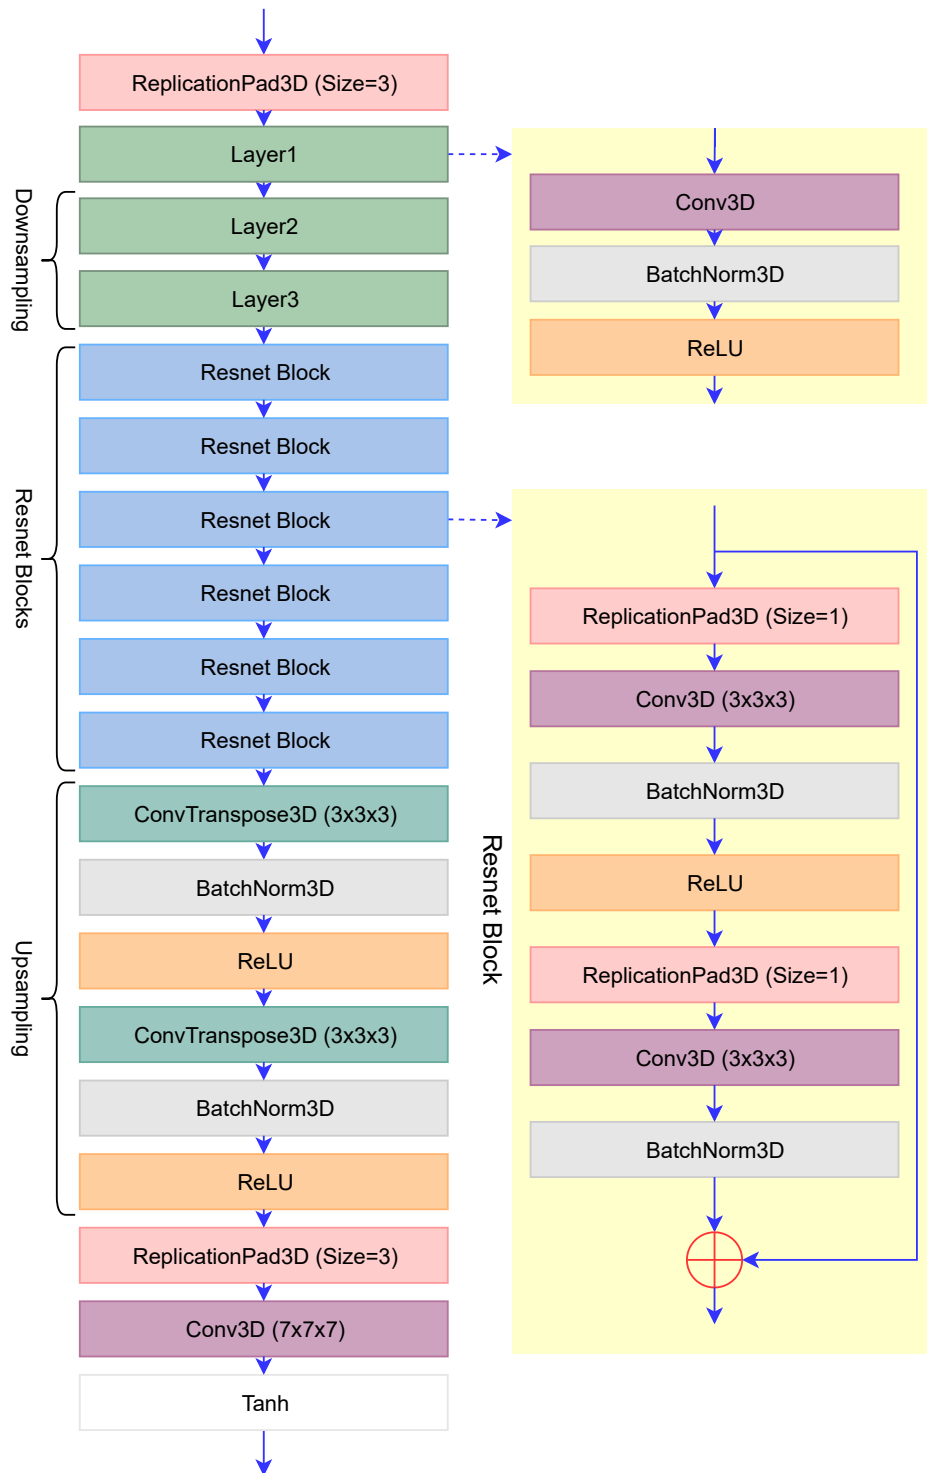 ReplicationPad3D (Size=3)
Layer1
Downsampling
Layer2
Layer3
Resnet Blocks
Resnet Block
Resnet Block
Resnet Block
Resnet Block
Resnet Block
Resnet Block
Upsampling
ConvTranspose3D (3x3x3)
BatchNorm3D
ReLU
ConvTranspose3D (3x3x3)
BatchNorm3D
ReLU
ReplicationPad3D (Size=3)
Conv3D (7x7x7)
Tanh
Conv3D
BatchNorm3D
ReLU
Resnet Block
ReplicationPad3D (Size=1)
Conv3D (3x3x3)
BatchNorm3D
ReLU
ReplicationPad3D (Size=1)
Conv3D (3x3x3)
BatchNorm3D